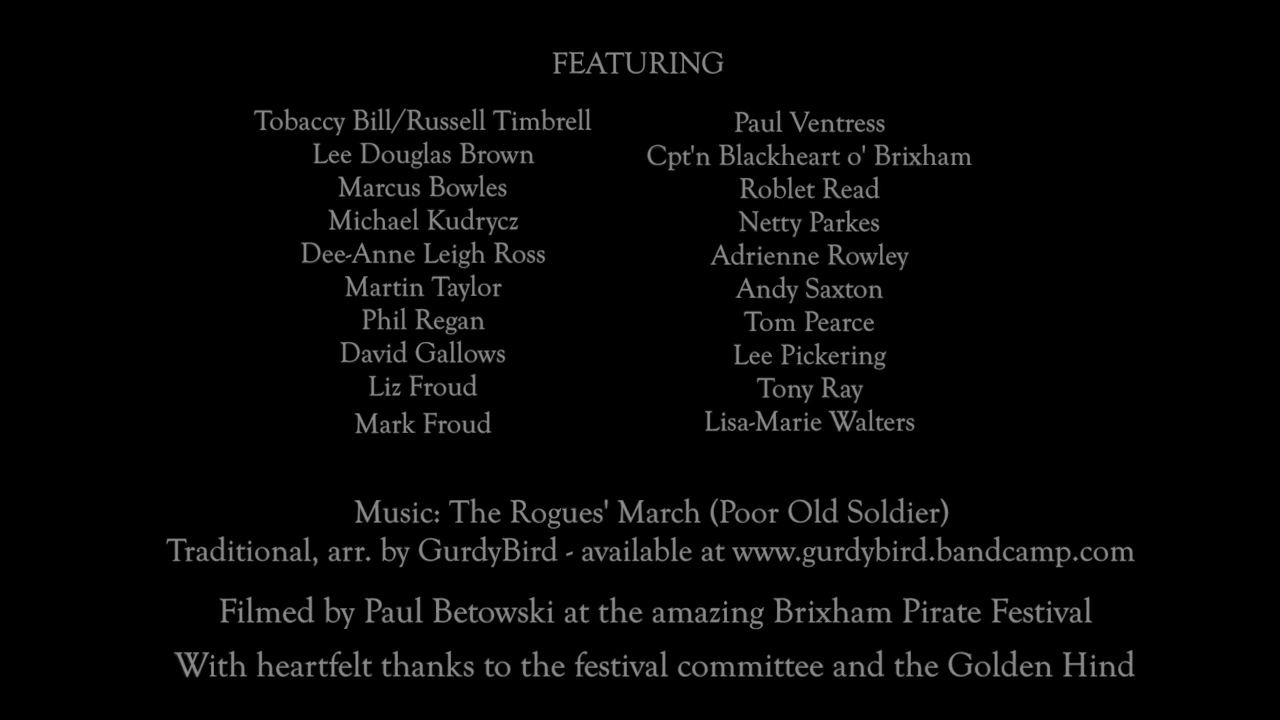 FEATURING
Tobaccy Bill/Russell Timbrell
Lee Douglas Brown
Marcus Bowles
Michael Kudrycz
Dee-Anne Leigh Ross
Martin Taylor
Phil Regan
David Gallows
Liz Froud
Mark Froud
Paul Ventress
Cpt'n Blackheart o' Brixham
Roblet Read
Netty Parkes
Adrienne Rowley
Andy Saxton
Tom Pearce
Lee Pickering
Tony Ray
Lisa-Marie Walters
Music: The Rogues' March (Poor Old Soldier)
Traditional, arr. by GurdyBird - available at www.gurdybird.bandcamp.com
Filmed by Paul Betowski at the amazing Brixham Pirate Festival
With heartfelt thanks to the festival committee and the Golden Hind